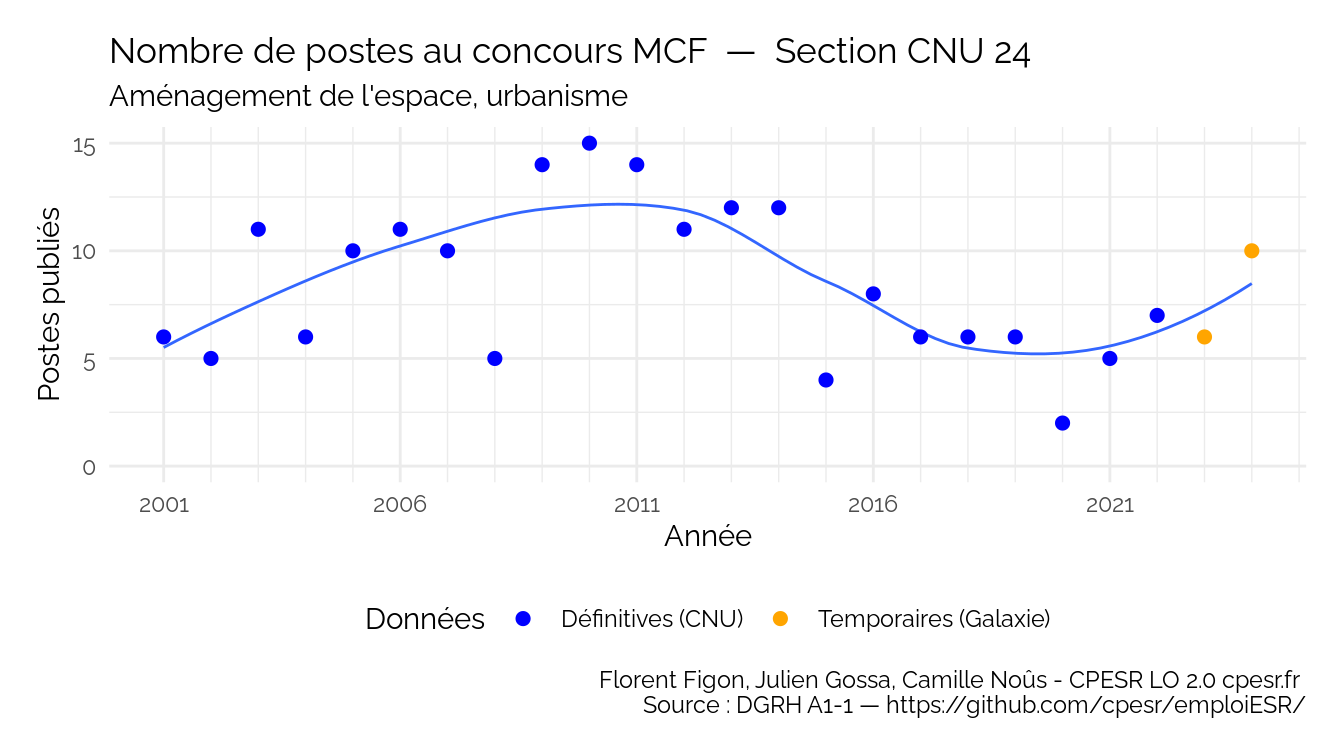 Nombre de postes au concours MCF — Section CNU 24
Aménagement de l'espace, urbanisme
Postes publiés
15
10
5
0
2001 2006 2011 2016 2021
Année
Données Définitives (CNU) Temporaires (Galaxie)
Florent Figon, Julien Gossa, Camille Noûs - CPESR LO 2.0 cpesr.fr
Source : DGRH A1-1 — https://github.com/cpesr/emploiESR/